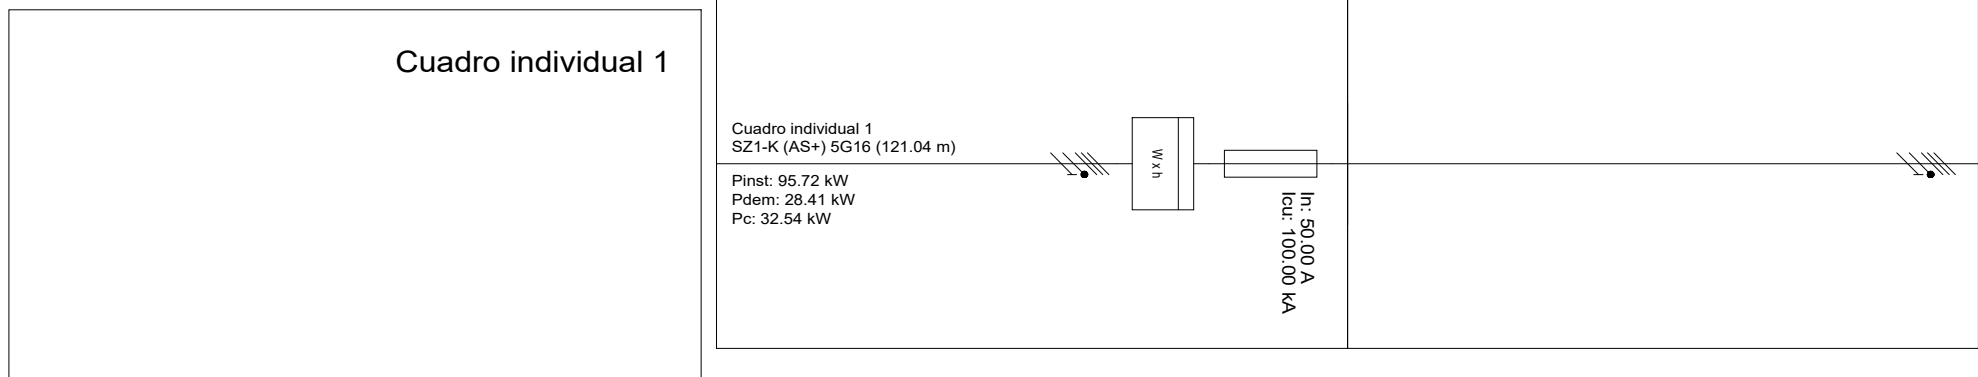 Cuadro individual 1
Cuadro individual 1
SZ1-K (AS+) 5G16 (121.04 m)
Pinst: 95.72 kW
Pdem: 28.41 kW
Pc: 32.54 kW
W x h
In: 50.00 A
Icu: 100.00 kA